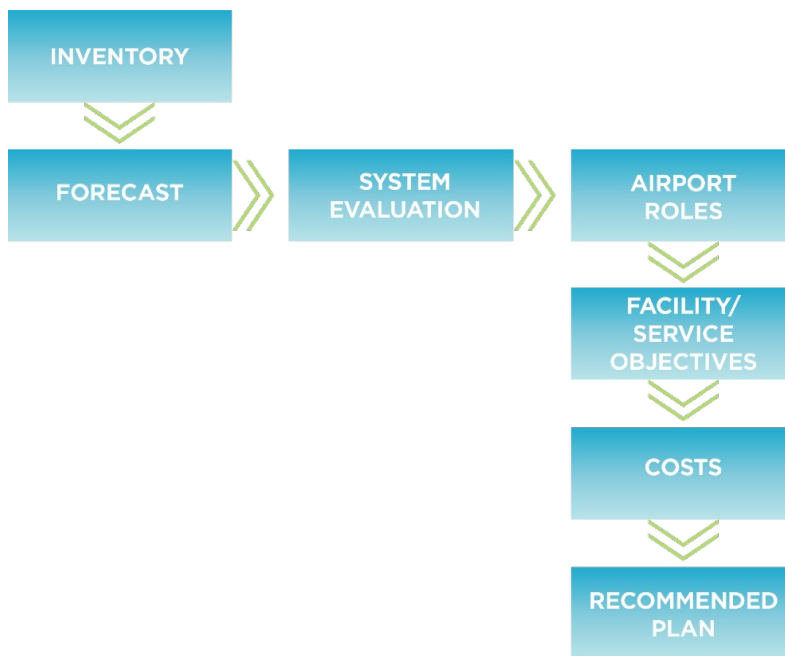 INVENTORY
FORECAST
SYSTEM
EVALUATION
AIRPORT
ROLES
FACILITY/
SERVICE
OBJECTIVES
COSTS
RECOMMENDED
PLAN